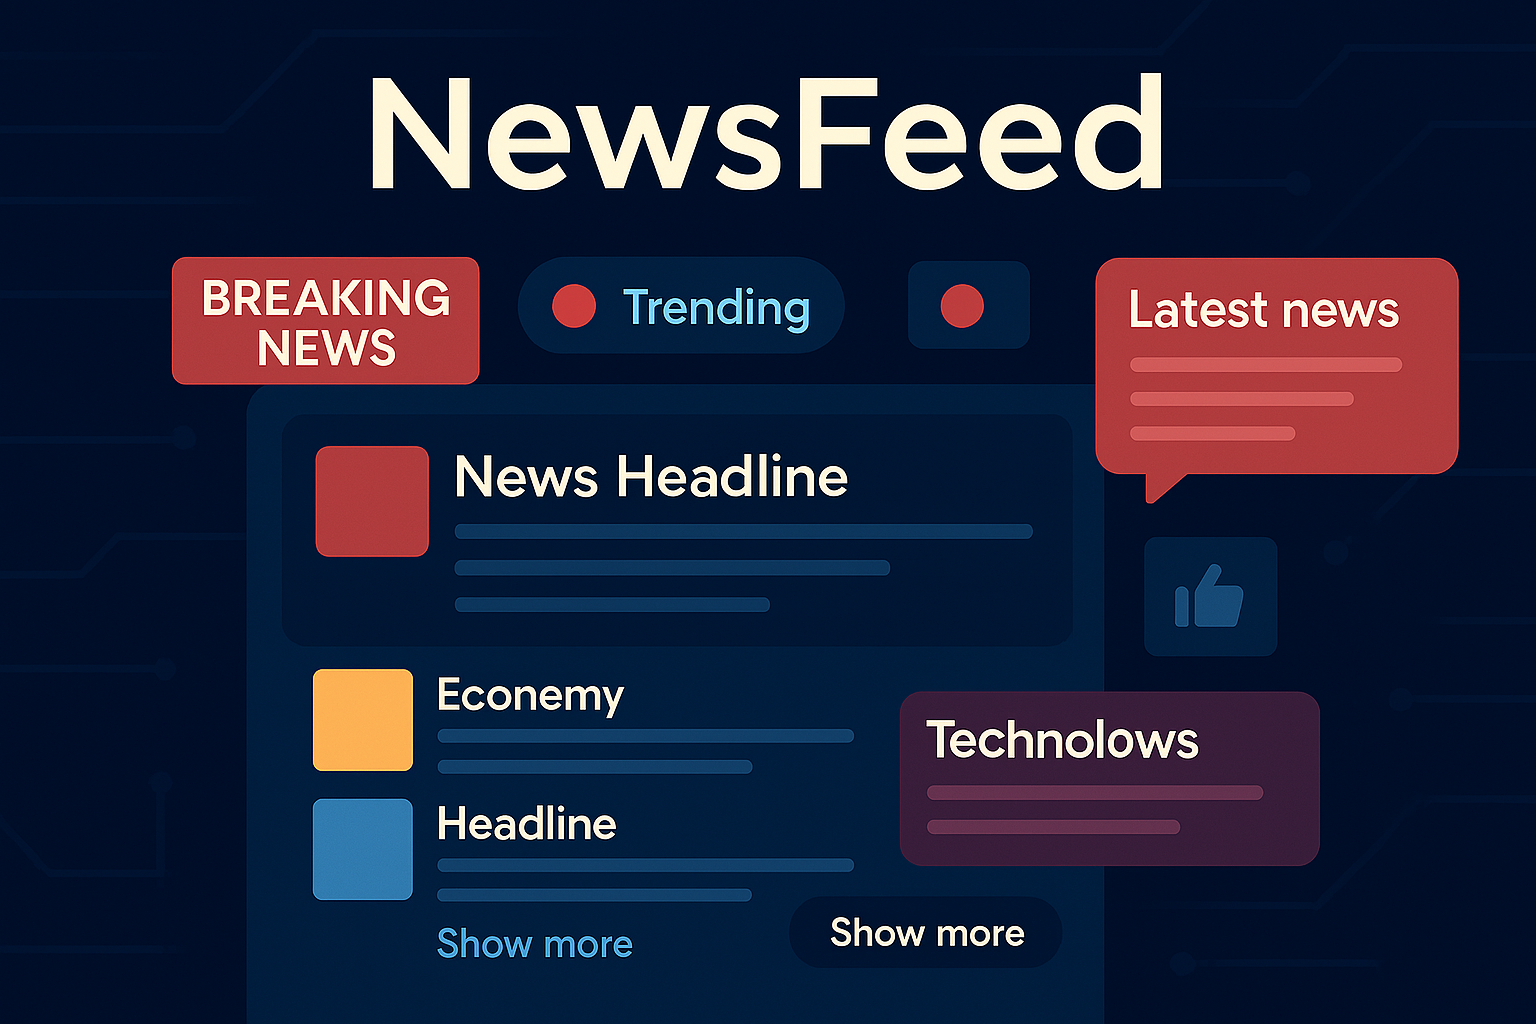 NewsFeed
BREAKING
NEWS
Trending
Latest news
News Headline
Econemy
Technolows
Headline
Show more
Show more